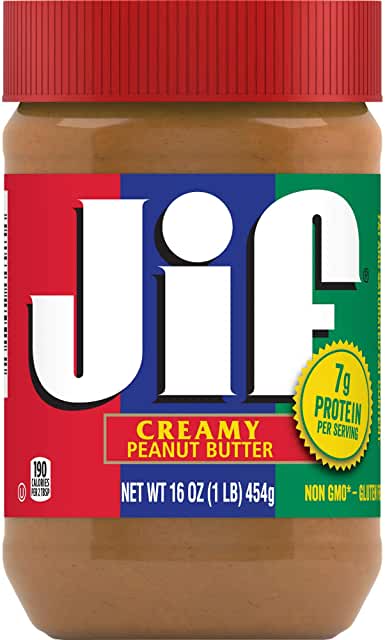 Jif
®
7g
PROTEIN
PER SERVING
CREAMY
PEANUT BUTTER
190
CALORIES
PER 2 TBSP
U
NET WT 16 OZ (1 LB) 454g
NON GMO* – GLUTEN